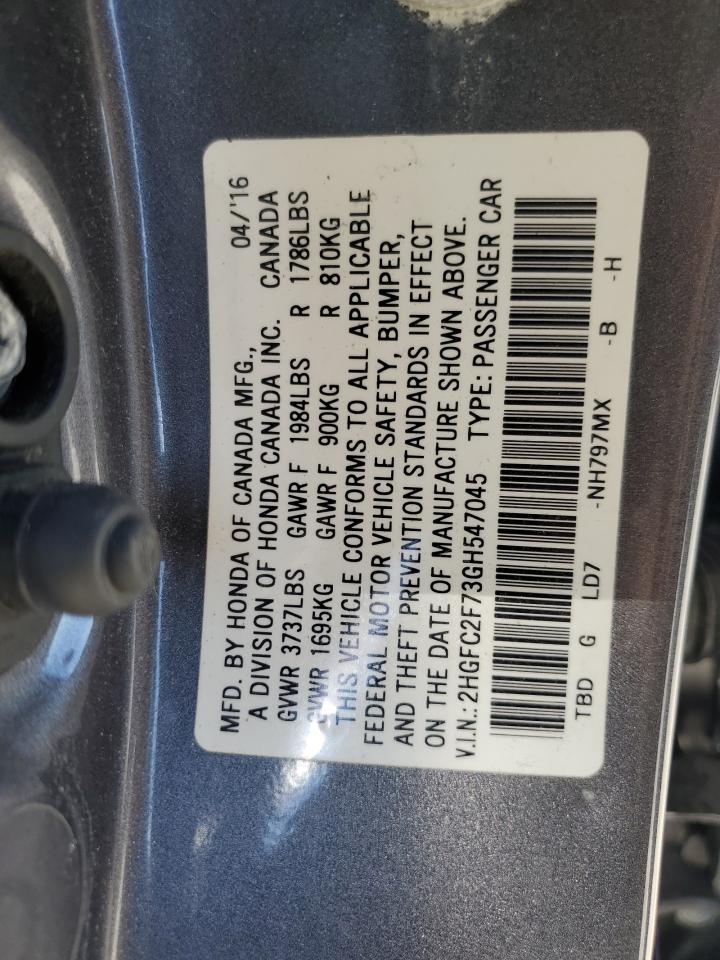 MFD. BY HONDA OF CANADA MFG., 04/'16
A DIVISION OF HONDA CANADA INC. CANADA
GVWR 3737LBS GAWR F 1984LBS R 1786LBS
GVWR 1695KG GAWR F 900KG R 810KG
THIS VEHICLE CONFORMS TO ALL APPLICABLE
FEDERAL MOTOR VEHICLE SAFETY, BUMPER,
AND THEFT PREVENTION STANDARDS IN EFFECT
ON THE DATE OF MANUFACTURE SHOWN ABOVE.
V.I.N.: 2HGFC2F73GH547045 TYPE: PASSENGER CAR
TBD G LD7 -NH797MX -B -H